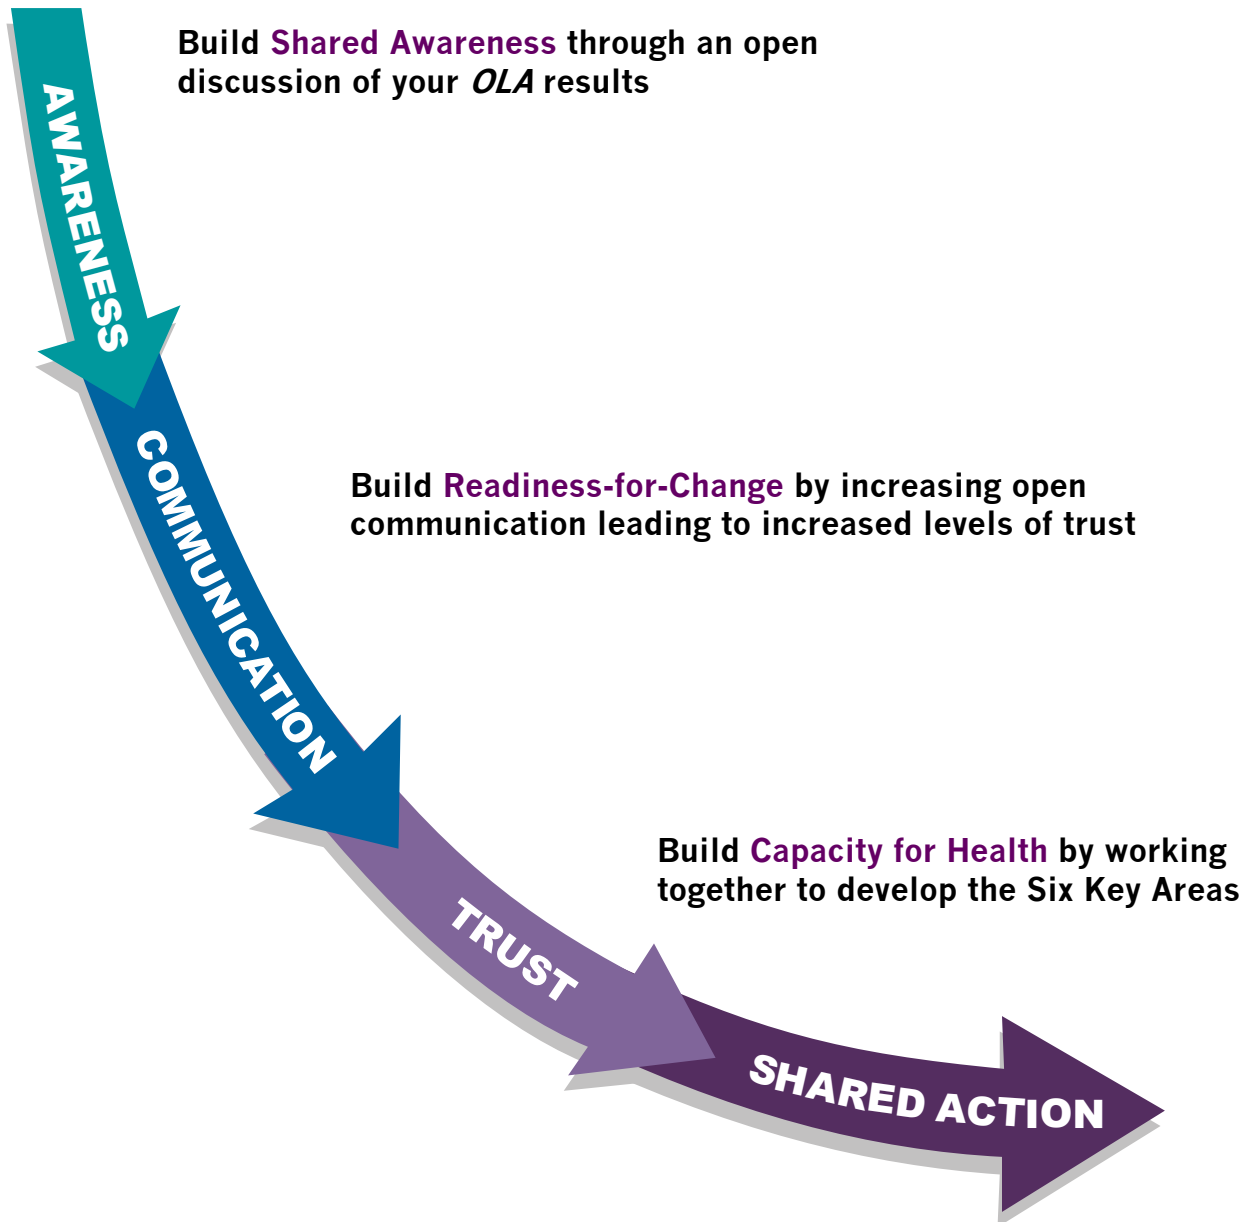 Build Shared Awareness through an open
discussion of your OLA results
AWARENESS
Build Readiness-for-Change by increasing open
communication leading to increased levels of trust
COMMUNICATION
Build Capacity for Health by working
together to develop the Six Key Areas
TRUST
SHARED ACTION